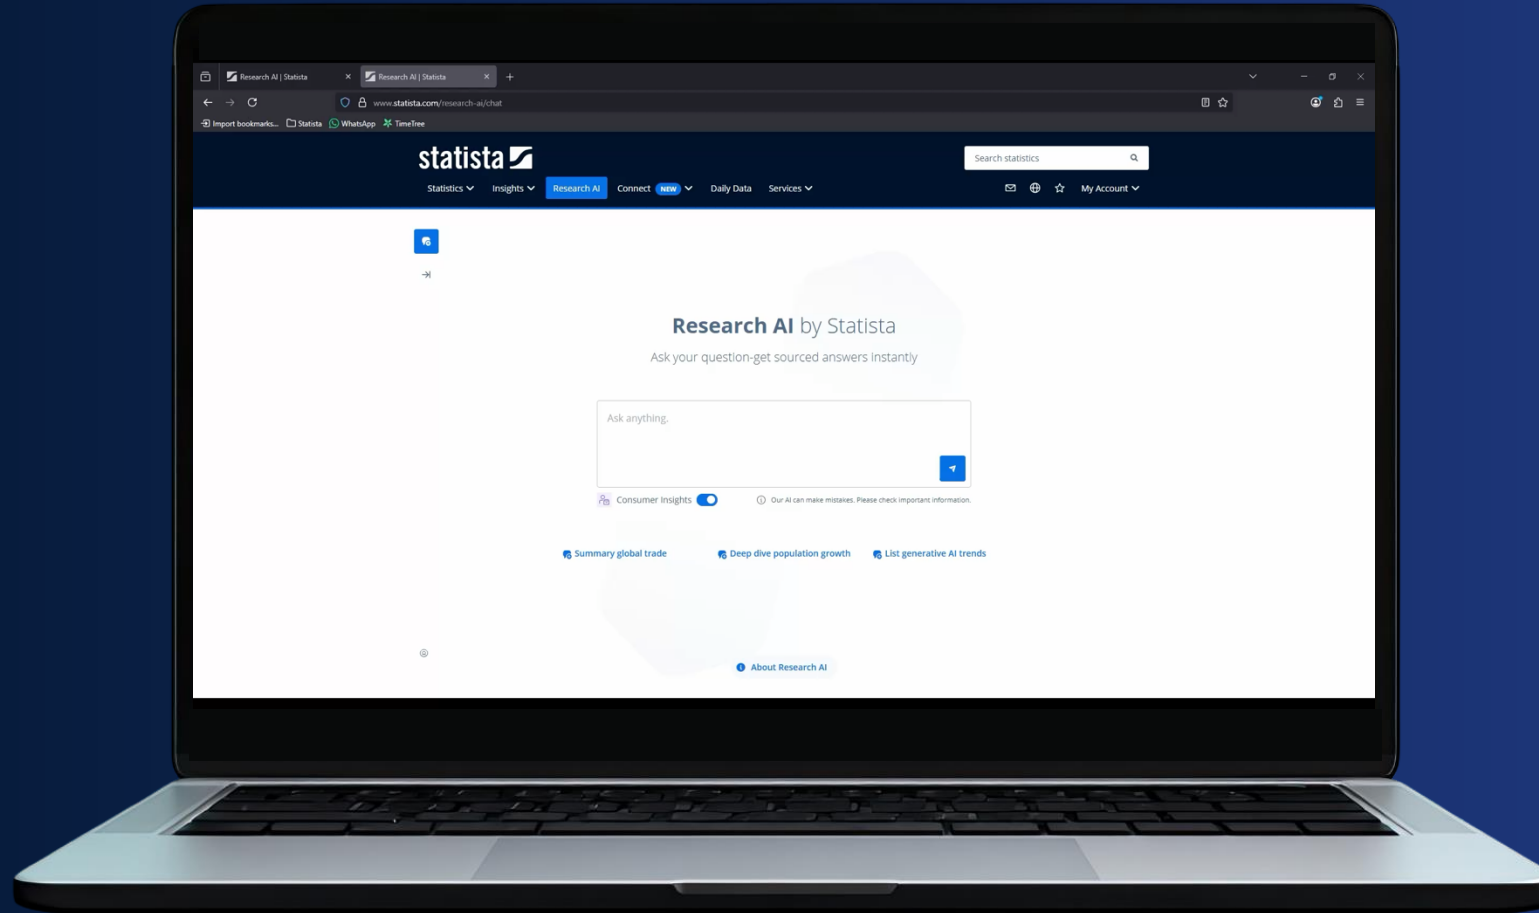 Research AI | Statista
Research AI | Statista
www.statista.com/research-ai/chat
Import bookmarks... Statista WhatsApp TimeTree
statista
Search statistics
Statistics Insights Research AI Connect NEW Daily Data Services My Account
Research AI by Statista
Ask your question-get sourced answers instantly
Ask anything.
Consumer Insights Our AI can make mistakes. Please check important information.
Summary global trade Deep dive population growth List generative AI trends
About Research AI